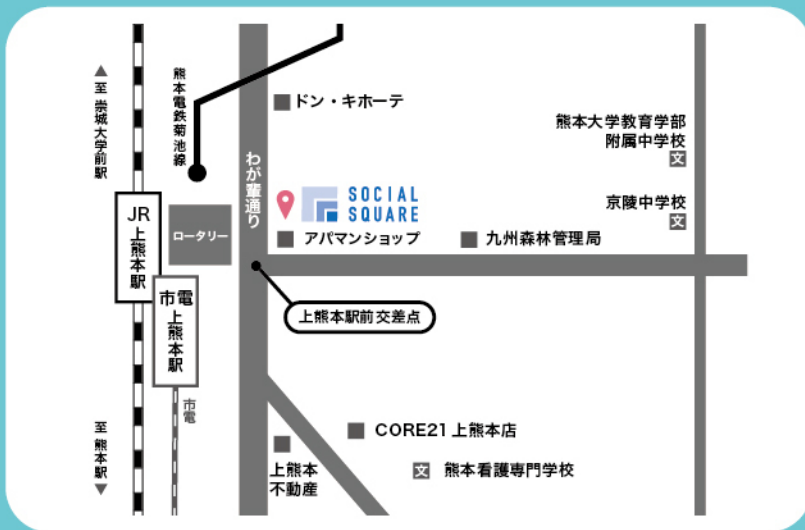 至 崇城大学前駅
熊本電鉄菊池線
ドン・キホーテ
熊本大学教育学部
附属中学校
文
わが輩通り
SOCIAL
SQUARE
京陵中学校
文
JR
上熊本駅
ロータリー
アパマンショップ
九州森林管理局
市電
上熊本駅
上熊本駅前交差点
市電
至 熊本駅
CORE21 上熊本店
上熊本
不動産
文
熊本看護専門学校